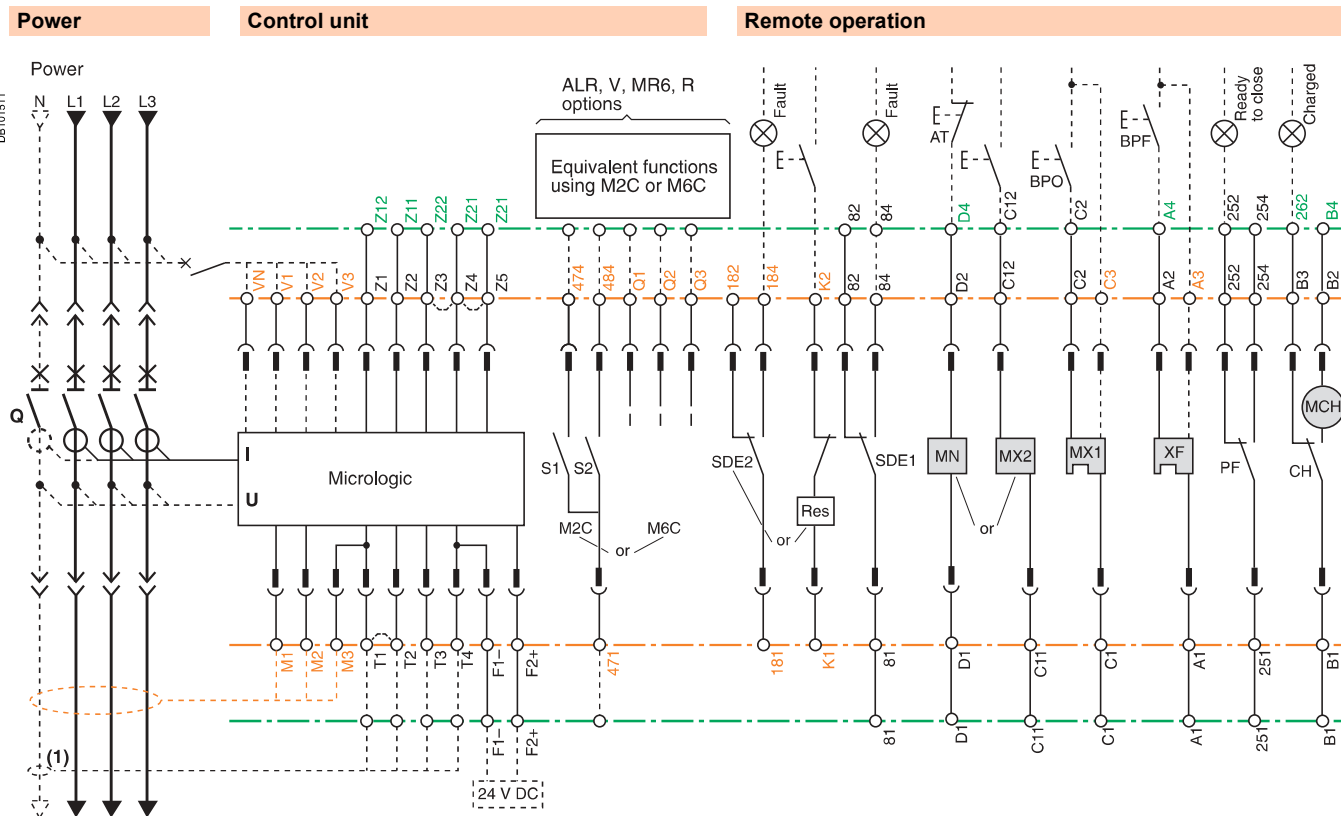 Power
Control unit
Remote operation
Power
N L1 L2 L3
ALR, V, MR6, R
options
Equivalent functions
using M2C or M6C
Fault
Fault
AT
BPO
BPF
Ready
to close
Charged
Z12 Z11 Z22 Z21 Z21
82 84 D4 C12 C2 A4 252 254 262 B4
VN V1 V2 V3 Z1 Z2 Z3 Z4 Z5 474 484 Q1 Q2 Q3 182 184 K2 82 84 D2 C12 C2 C3 A2 A3 252 254 B3 B2
Q
MCH
I
U
Micrologic
S1 S2
SDE2
SDE1
MN
MX2
MX1
XF
PF
CH
Res
M2C or M6C
or
or
M1 M2 M3 T1 T2 T3 T4 F1− F2+ 471 181 K1 81 D1 C11 C1 A1 251 B1
F1− F2+ 81 D1 C11 C1 A1 251 B1
(1)
24 V DC